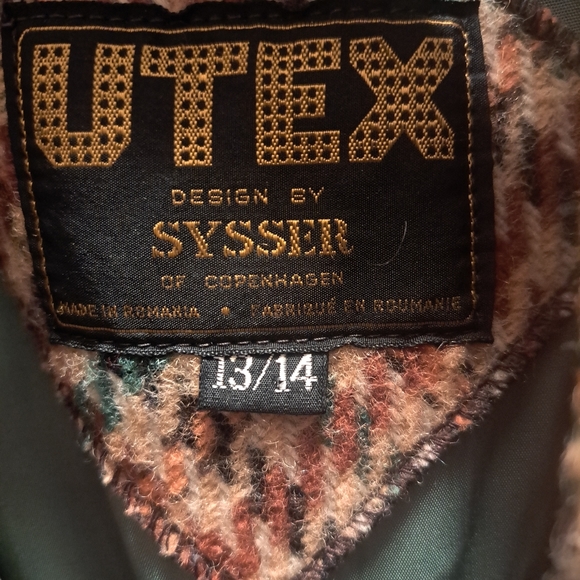 UTEX
DESIGN BY
SYSSER
OF COPENHAGEN
MADE IN ROMANIA • FABRIQUÉ EN ROUMANIE
13/14